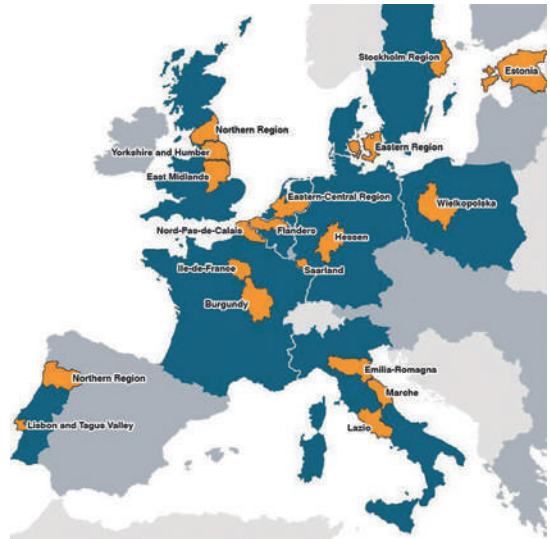 Stockholm Region
Estonia
Northern Region
Eastern Region
Yorkshire and Humber
East Midlands
Eastern-Central Region
Wielkopolska
Nord-Pas-de-Calais
Flanders
Hessen
Ile-de-France
Saarland
Burgundy
Emilia-Romagna
Northern Region
Marche
Lisbon and Tagus Valley
Lazio